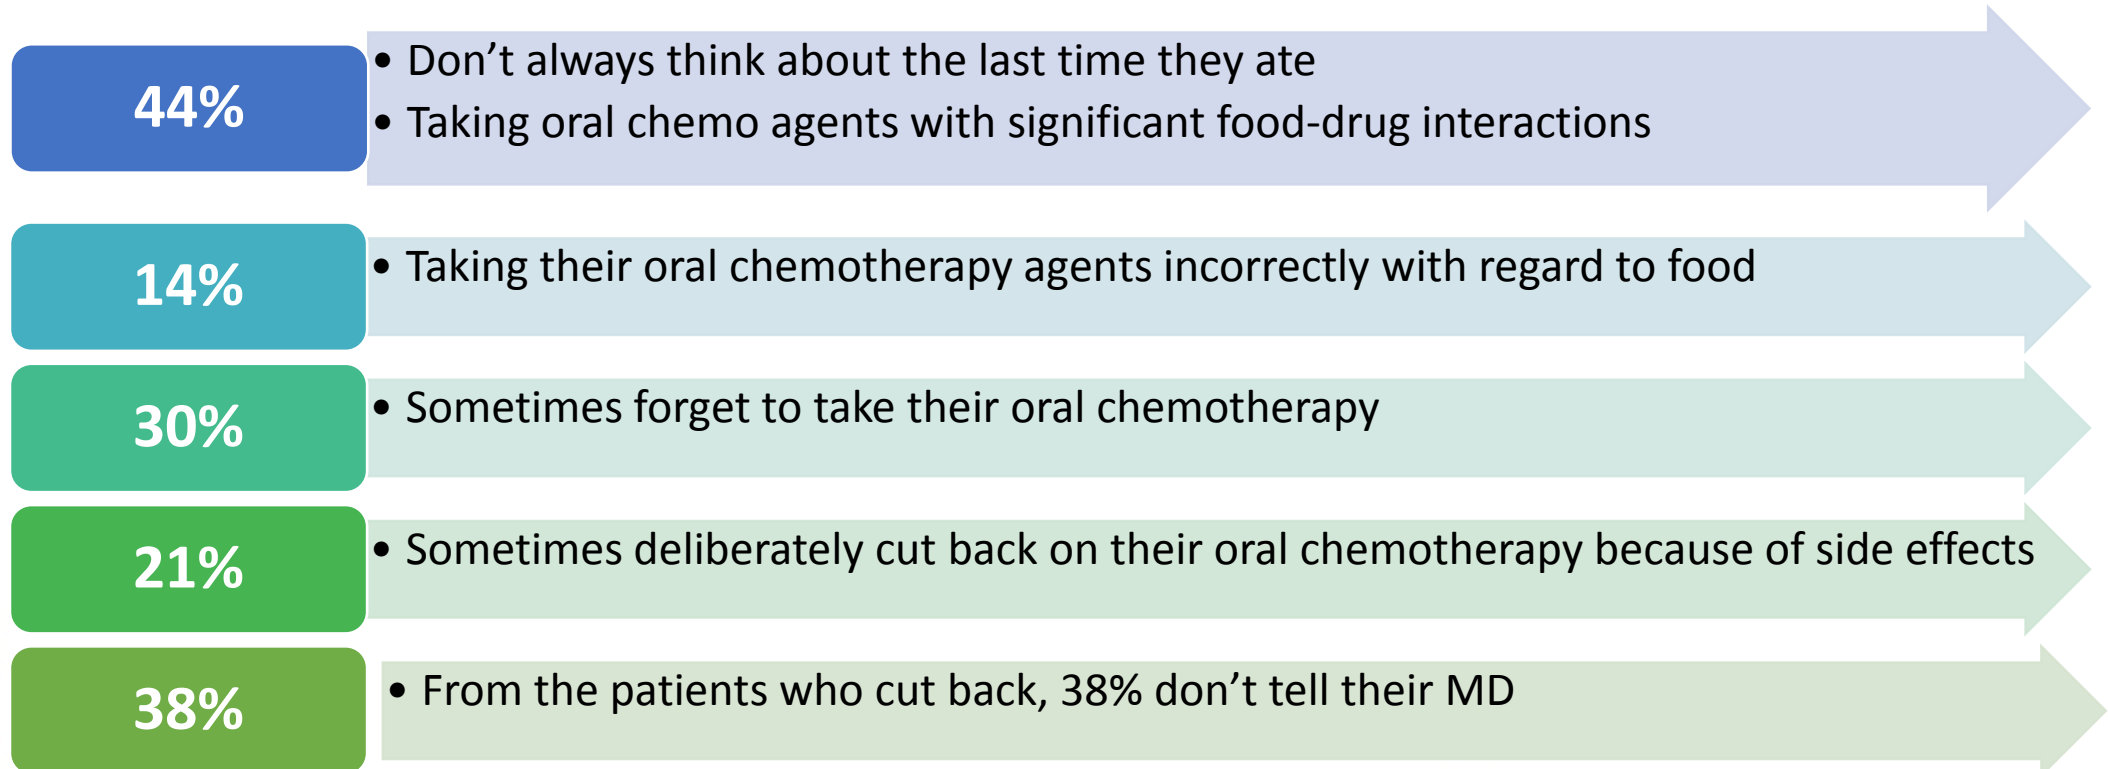 44%
• Don’t always think about the last time they ate
• Taking oral chemo agents with significant food-drug interactions
14%
• Taking their oral chemotherapy agents incorrectly with regard to food
30%
• Sometimes forget to take their oral chemotherapy
21%
• Sometimes deliberately cut back on their oral chemotherapy because of side effects
38%
• From the patients who cut back, 38% don’t tell their MD